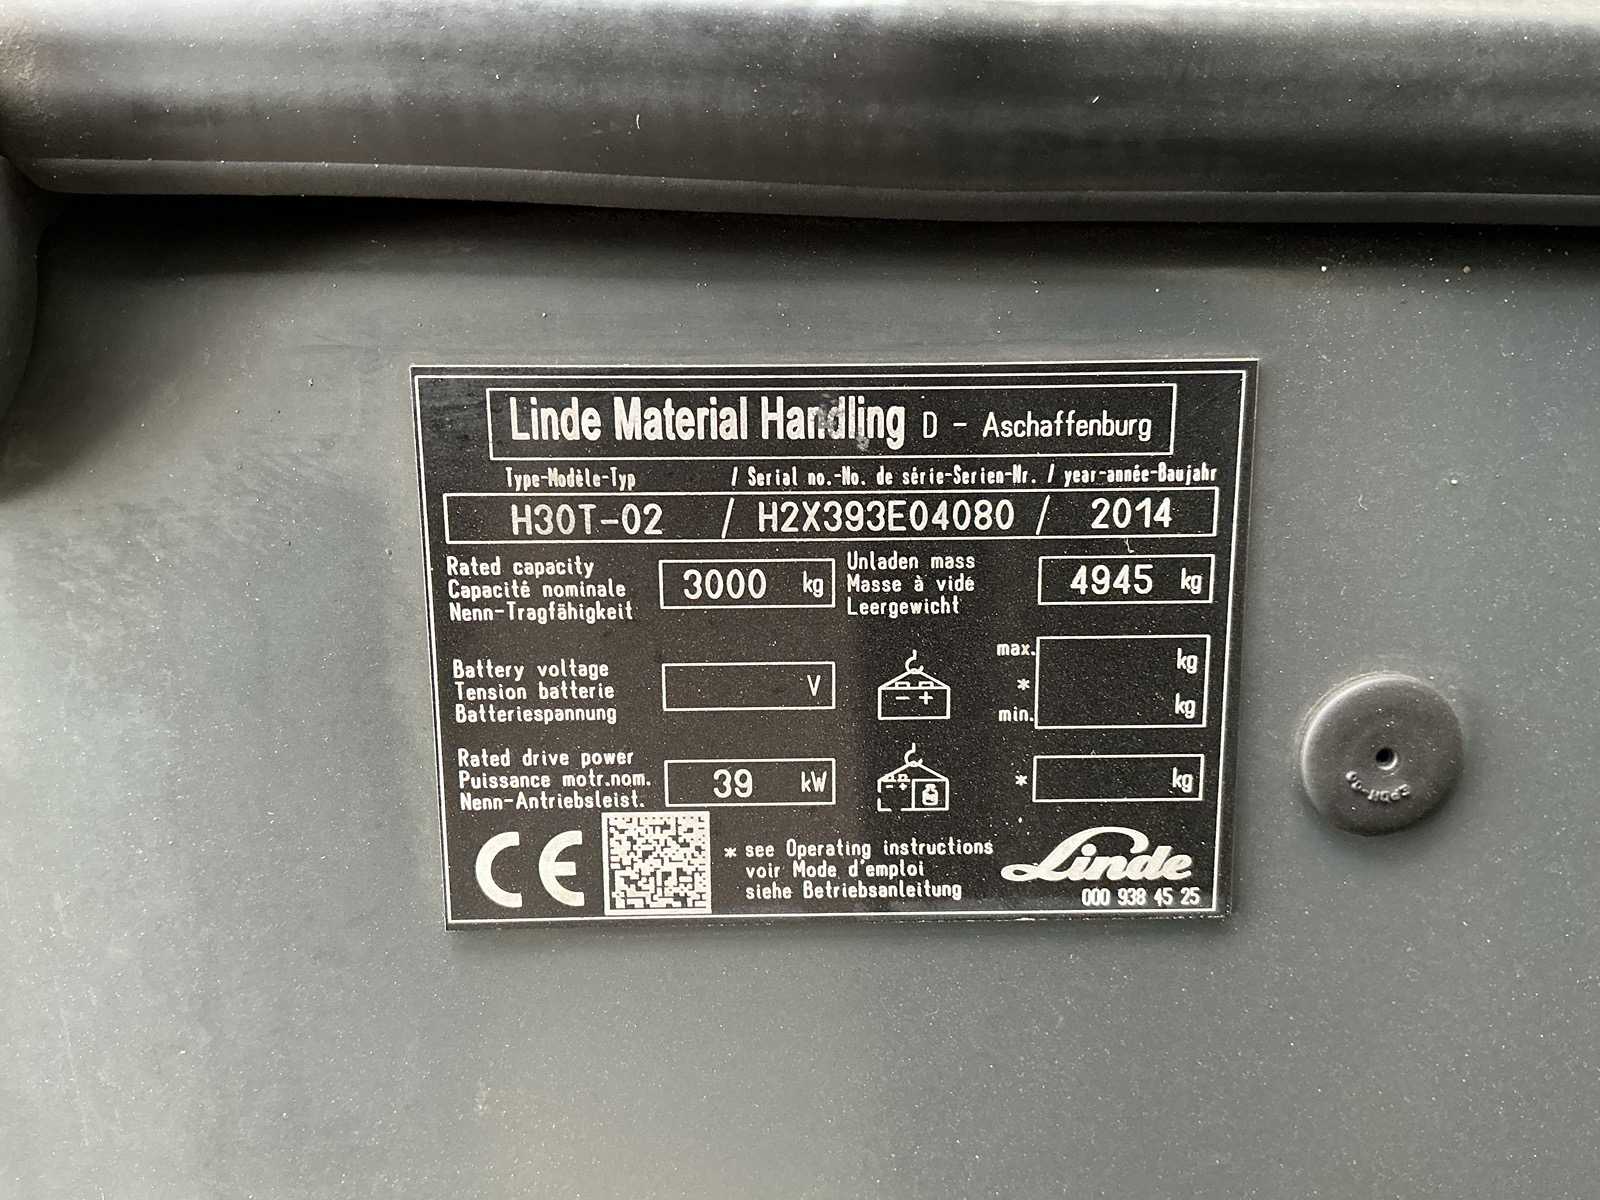 Linde Material Handling D - Aschaffenburg
Type-Modèle-Typ / Serial no.-No. de série-Serien-Nr. / year-année-Baujahr
H30T-02 / H2X393E04080 / 2014
Rated capacity
Capacité nominale
Nenn-Tragfähigkeit
3000 kg
Unladen mass
Masse à vidé
Leergewicht
4945 kg
Battery voltage
Tension batterie
Batteriespannung
V
- +
max. kg
*
min. kg
Rated drive power
Puissance motr.nom.
Nenn-Antriebsleist.
39 kW
- +
* kg
CE
* see Operating instructions
voir Mode d'emploi
siehe Betriebsanleitung
Linde
000 938 45 25